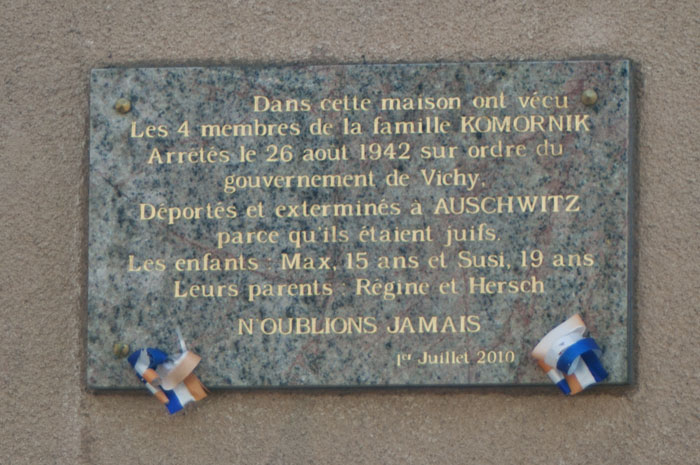 Dans cette maison ont vécu
Les 4 membres de la famille KOMORNIK
Arrêtés le 26 août 1942 sur ordre du
gouvernement de Vichy,
Déportés et exterminés à AUSCHWITZ
parce qu'ils étaient juifs.
Les enfants : Max, 15 ans et Susi, 19 ans
Leurs parents : Régine et Hersch
N'OUBLIONS JAMAIS
1er Juillet 2010